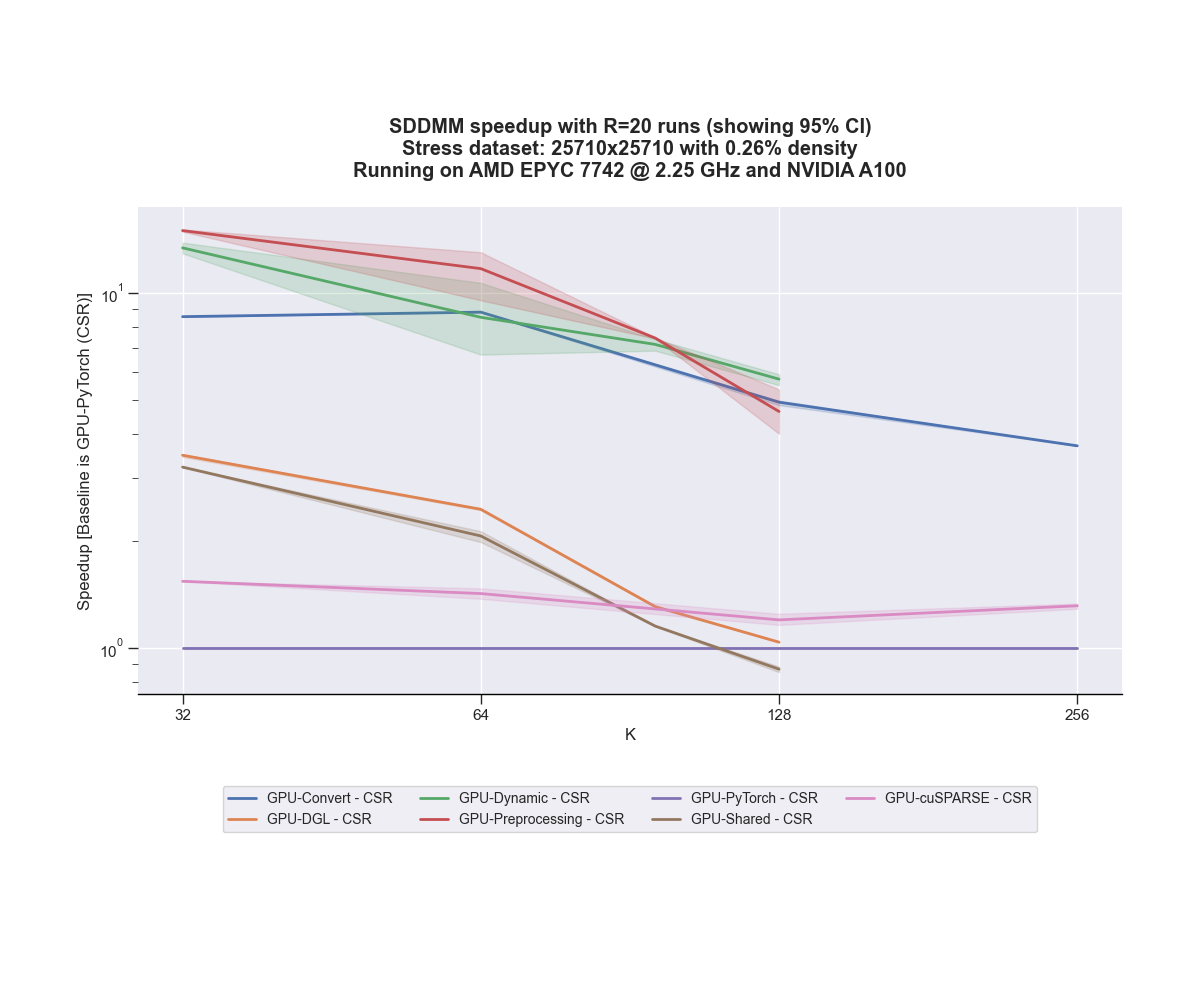 SDDMM speedup with R=20 runs (showing 95% CI)
Stress dataset: 25710x25710 with 0.26% density
Running on AMD EPYC 7742 @ 2.25 GHz and NVIDIA A100
Speedup [Baseline is GPU-PyTorch (CSR)]
10^1
10^0
32 64 128 256
K
GPU-Convert - CSR GPU-Dynamic - CSR GPU-PyTorch - CSR GPU-cuSPARSE - CSR
GPU-DGL - CSR GPU-Preprocessing - CSR GPU-Shared - CSR